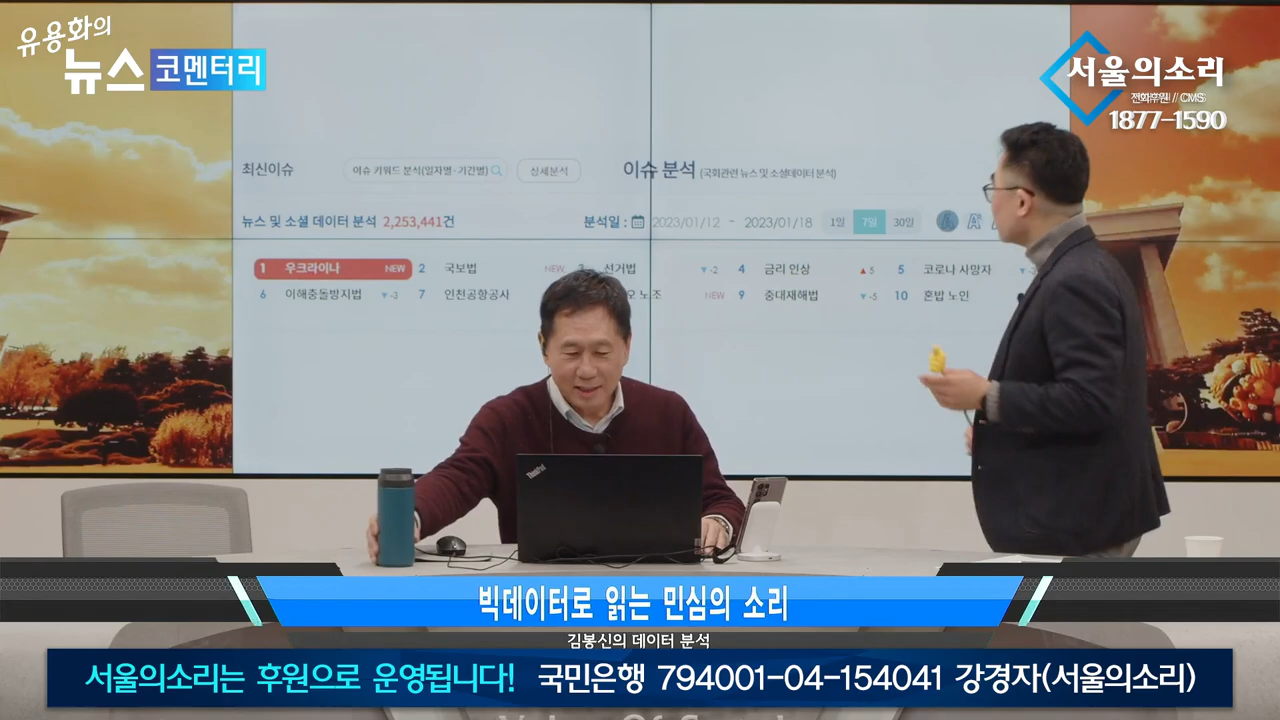 유용화의
뉴스 코멘터리
서울의소리
전화후원 // CMS
1877-1590
최신이슈 이슈 키워드 분석(일자별·기간별) 상세분석
이슈 분석 (국회관련 뉴스 및 소셜데이터 분석)
뉴스 및 소셜 데이터 분석 2,253,441건
분석일 : 2023/01/12 - 2023/01/18 1일 7일 30일
1 우크라이나 NEW 2 국보법 NEW 3 선거법 ▼-2 4 금리 인상 ▲5 5 코로나 사망자
6 이해충돌방지법 ▼-3 7 인천공항공사 노조 NEW 9 중대재해법 ▼-5 10 혼밥 노인
ThinkPad
빅데이터로 읽는 민심의 소리
김봉신의 데이터 분석
서울의소리는 후원으로 운영됩니다! 국민은행 794001-04-154041 강경자(서울의소리)